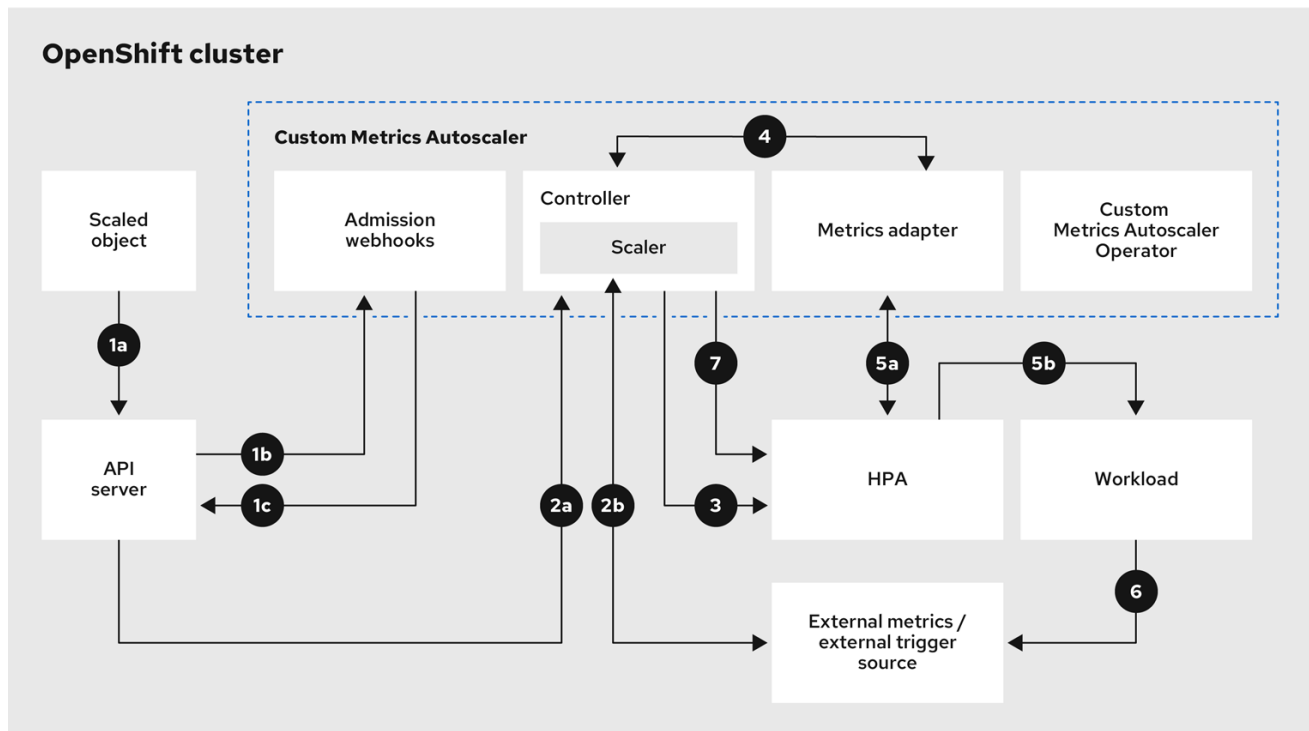 OpenShift cluster
Custom Metrics Autoscaler
4
Scaled
object
Admission
webhooks
Controller
Scaler
Metrics adapter
Custom
Metrics Autoscaler
Operator
1a
7
5a
5b
API
server
1b
1c
2a
2b
3
HPA
Workload
6
External metrics /
external trigger
source